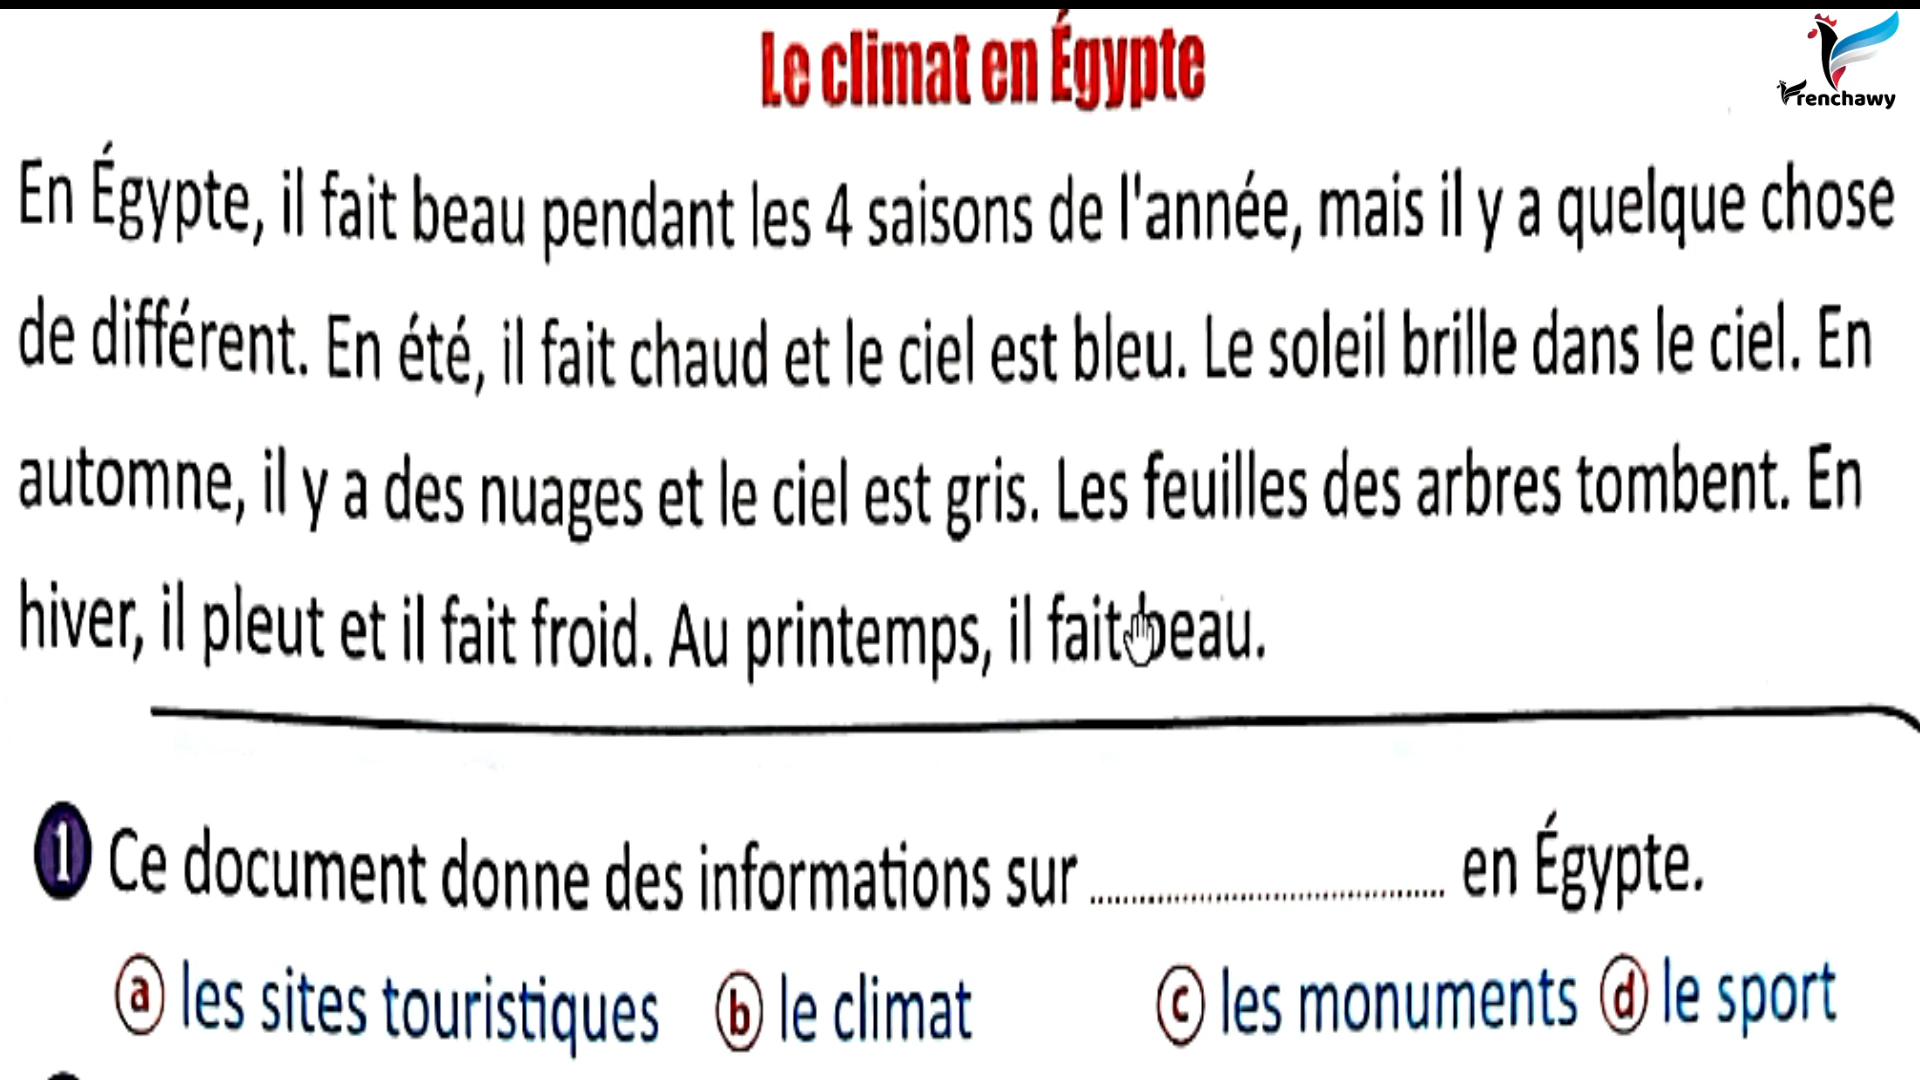 Le climat en Égypte
Frenchawy
En Égypte, il fait beau pendant les 4 saisons de l'année, mais il y a quelque chose
de différent. En été, il fait chaud et le ciel est bleu. Le soleil brille dans le ciel. En
automne, il y a des nuages et le ciel est gris. Les feuilles des arbres tombent. En
hiver, il pleut et il fait froid. Au printemps, il fait beau.
1 Ce document donne des informations sur ........................................ en Égypte.
a les sites touristiques b le climat c les monuments d le sport